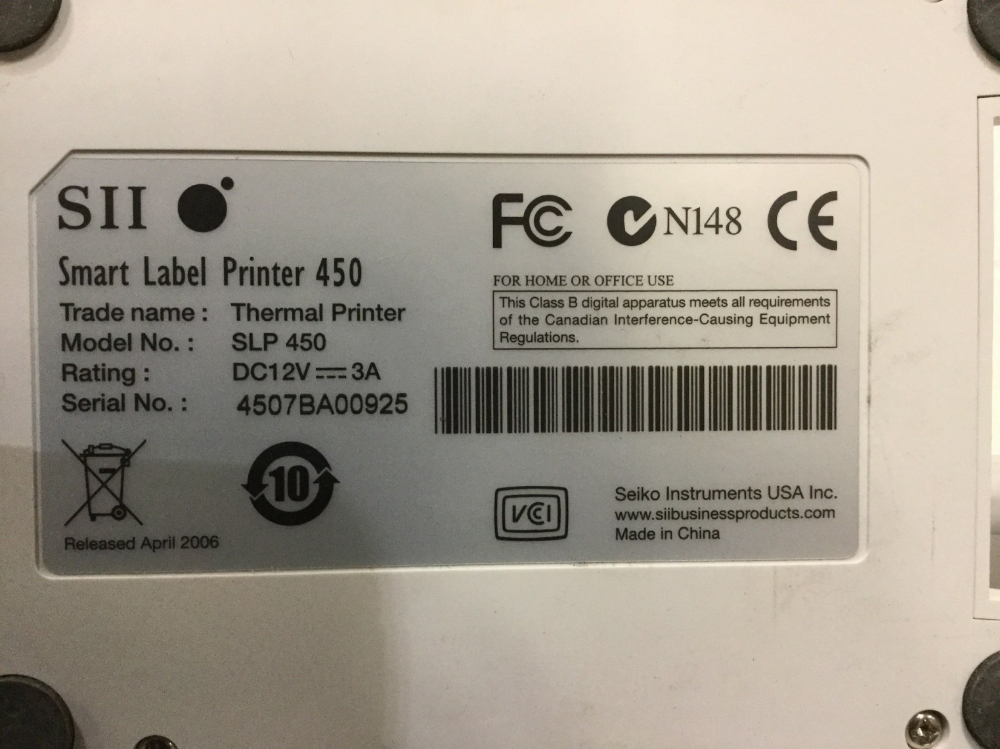 SII
FC N148 CE
Smart Label Printer 450
Trade name : Thermal Printer
Model No. : SLP 450
Rating : DC12V ⎓ 3A
Serial No. : 4507BA00925
FOR HOME OR OFFICE USE
This Class B digital apparatus meets all requirements
of the Canadian Interference-Causing Equipment
Regulations.
10
Released April 2006
VCI
Seiko Instruments USA Inc.
www.siibusinessproducts.com
Made in China